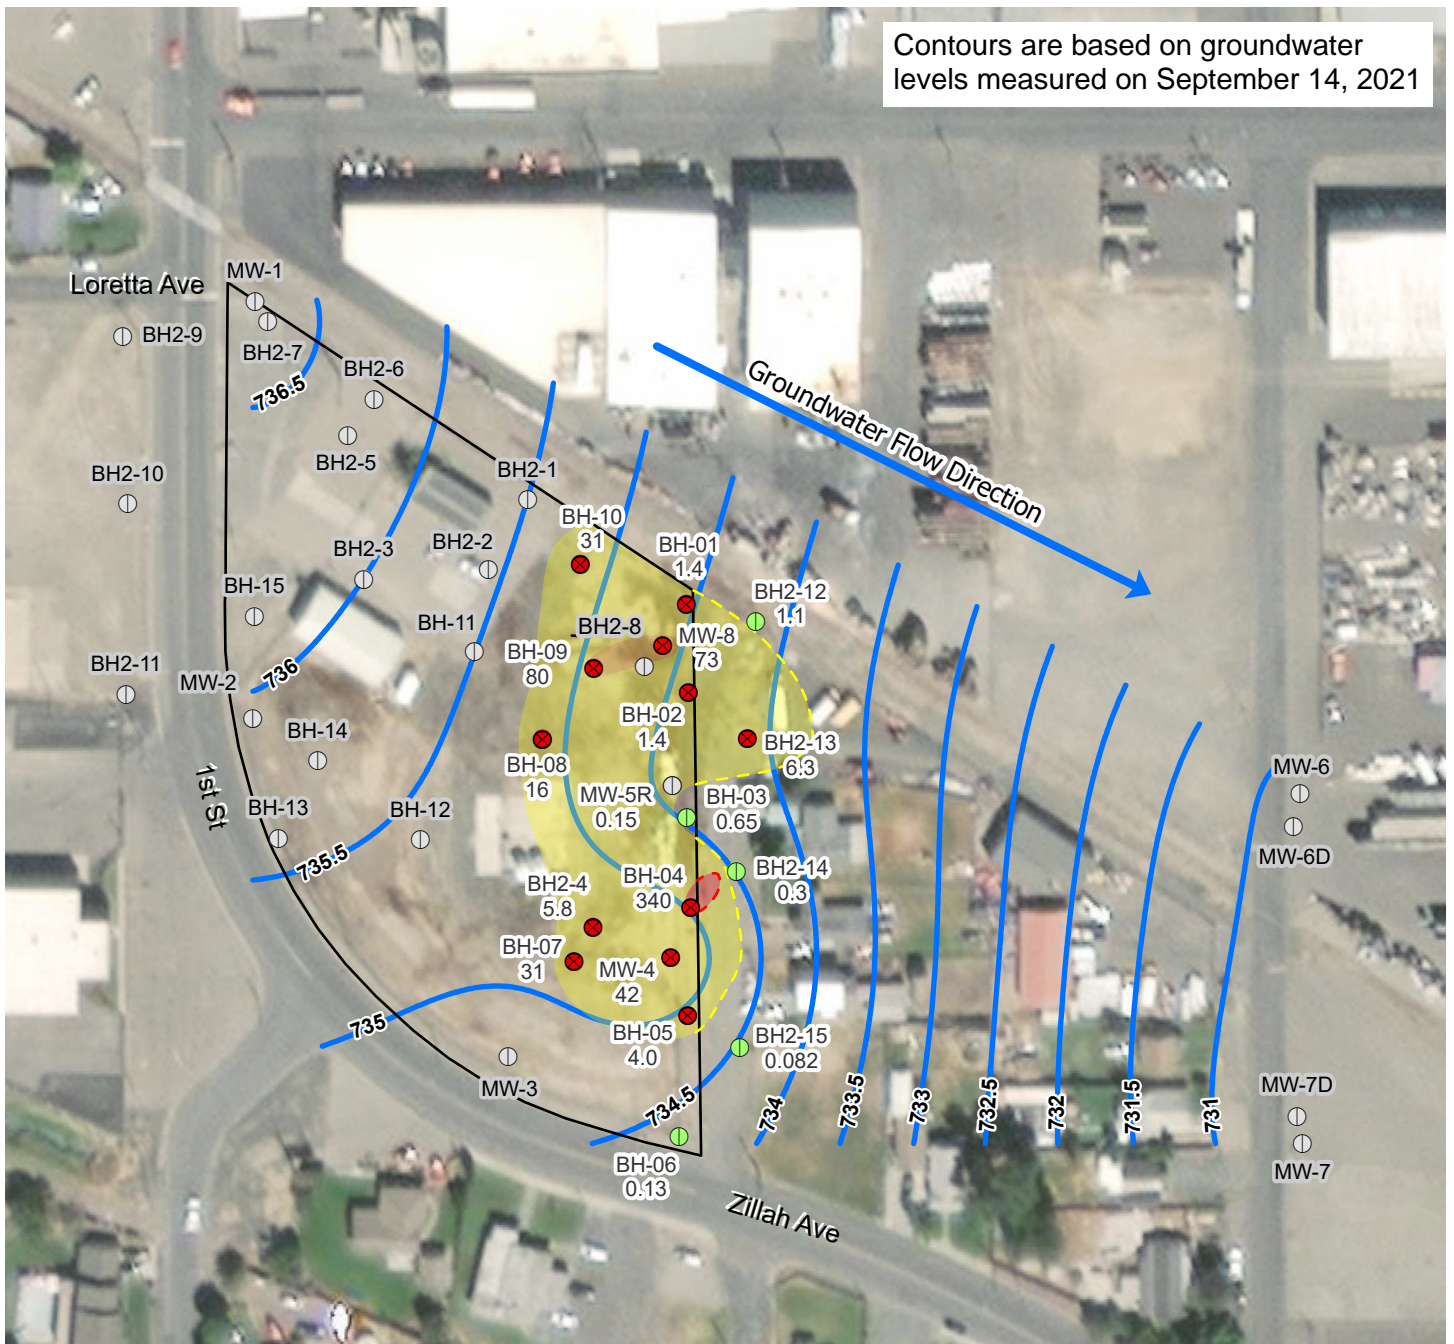 Contours are based on groundwater
levels measured on September 14, 2021
MW-1
Loretta Ave
BH2-9
BH2-7
BH2-6
736.5
Groundwater Flow Direction
BH2-5
BH2-10
BH2-1
BH-10
31
BH2-3
BH2-2
BH-01
1.4
BH2-12
1.1
BH-15
BH-11
BH2-8
MW-8
73
BH-09
80
BH2-11
MW-2
736
BH-02
1.4
BH-14
BH2-13
6.3
BH-08
16
MW-6
1st St
MW-5R
0.15
BH-03
0.65
BH-13
BH-12
MW-6D
735.5
BH2-14
0.3
BH-04
340
BH2-4
5.8
BH-07
31
MW-4
42
735
BH-05
4.0
BH2-15
0.082
MW-3
MW-7D
734.5
734
733.5
733
732.5
732
731.5
731
MW-7
BH-06
0.13
Zillah Ave